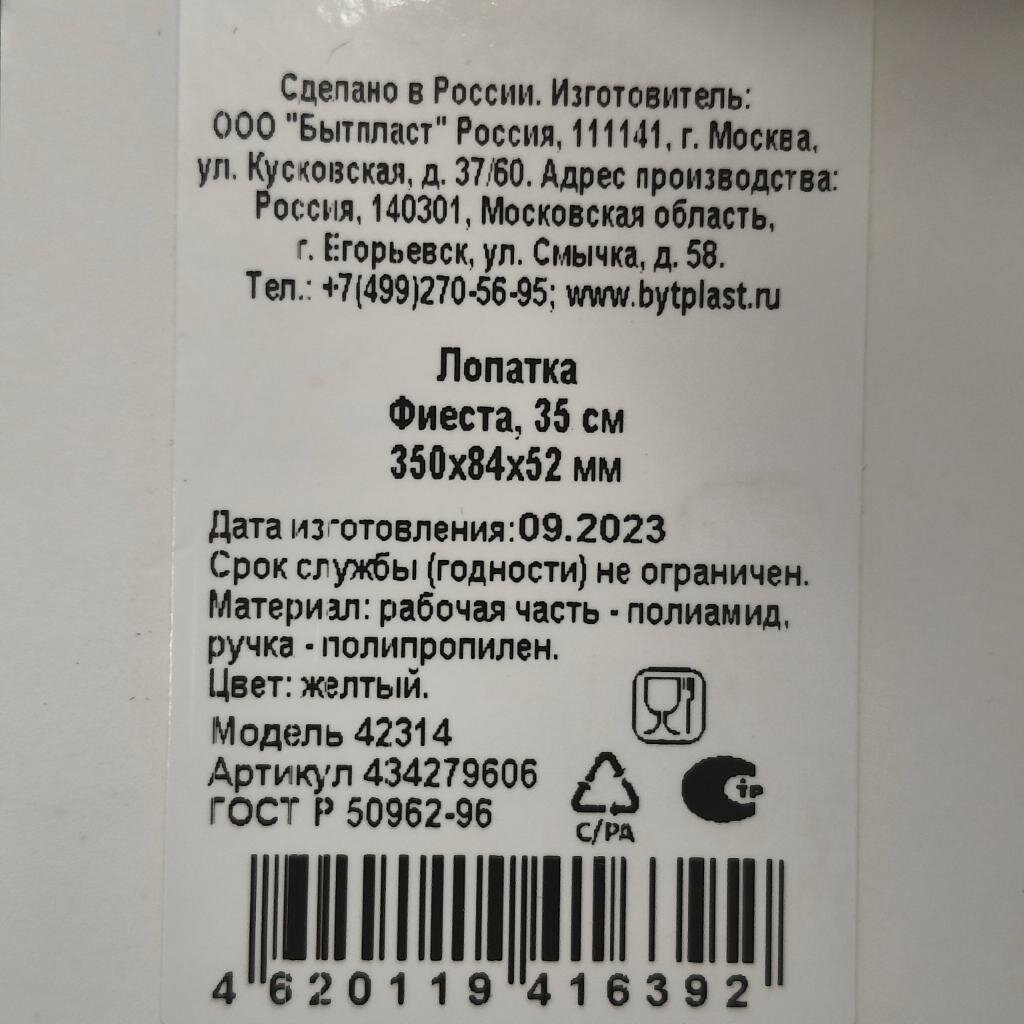 Сделано в России. Изготовитель:
ООО "Бытпласт" Россия, 111141, г. Москва,
ул. Кусковская, д. 37/60. Адрес производства:
Россия, 140301, Московская область,
г. Егорьевск, ул. Смычка, д. 58.
Тел.: +7(499)270-56-95; www.bytplast.ru
Лопатка
Фиеста, 35 см
350х84х52 мм
Дата изготовления:09.2023
Срок службы (годности) не ограничен.
Материал: рабочая часть - полиамид,
ручка - полипропилен.
Цвет: желтый.
Модель 42314
Артикул 434279606
ГОСТ Р 50962-96
C/PA
4 620119 416392